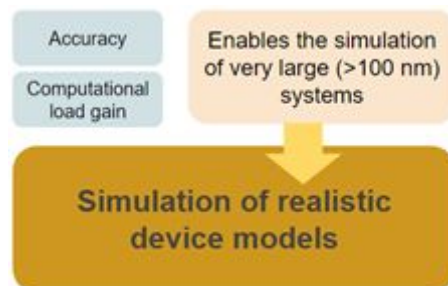 Accuracy
Computational
load gain
Enables the simulation
of very large (>100 nm)
systems
Simulation of realistic
device models